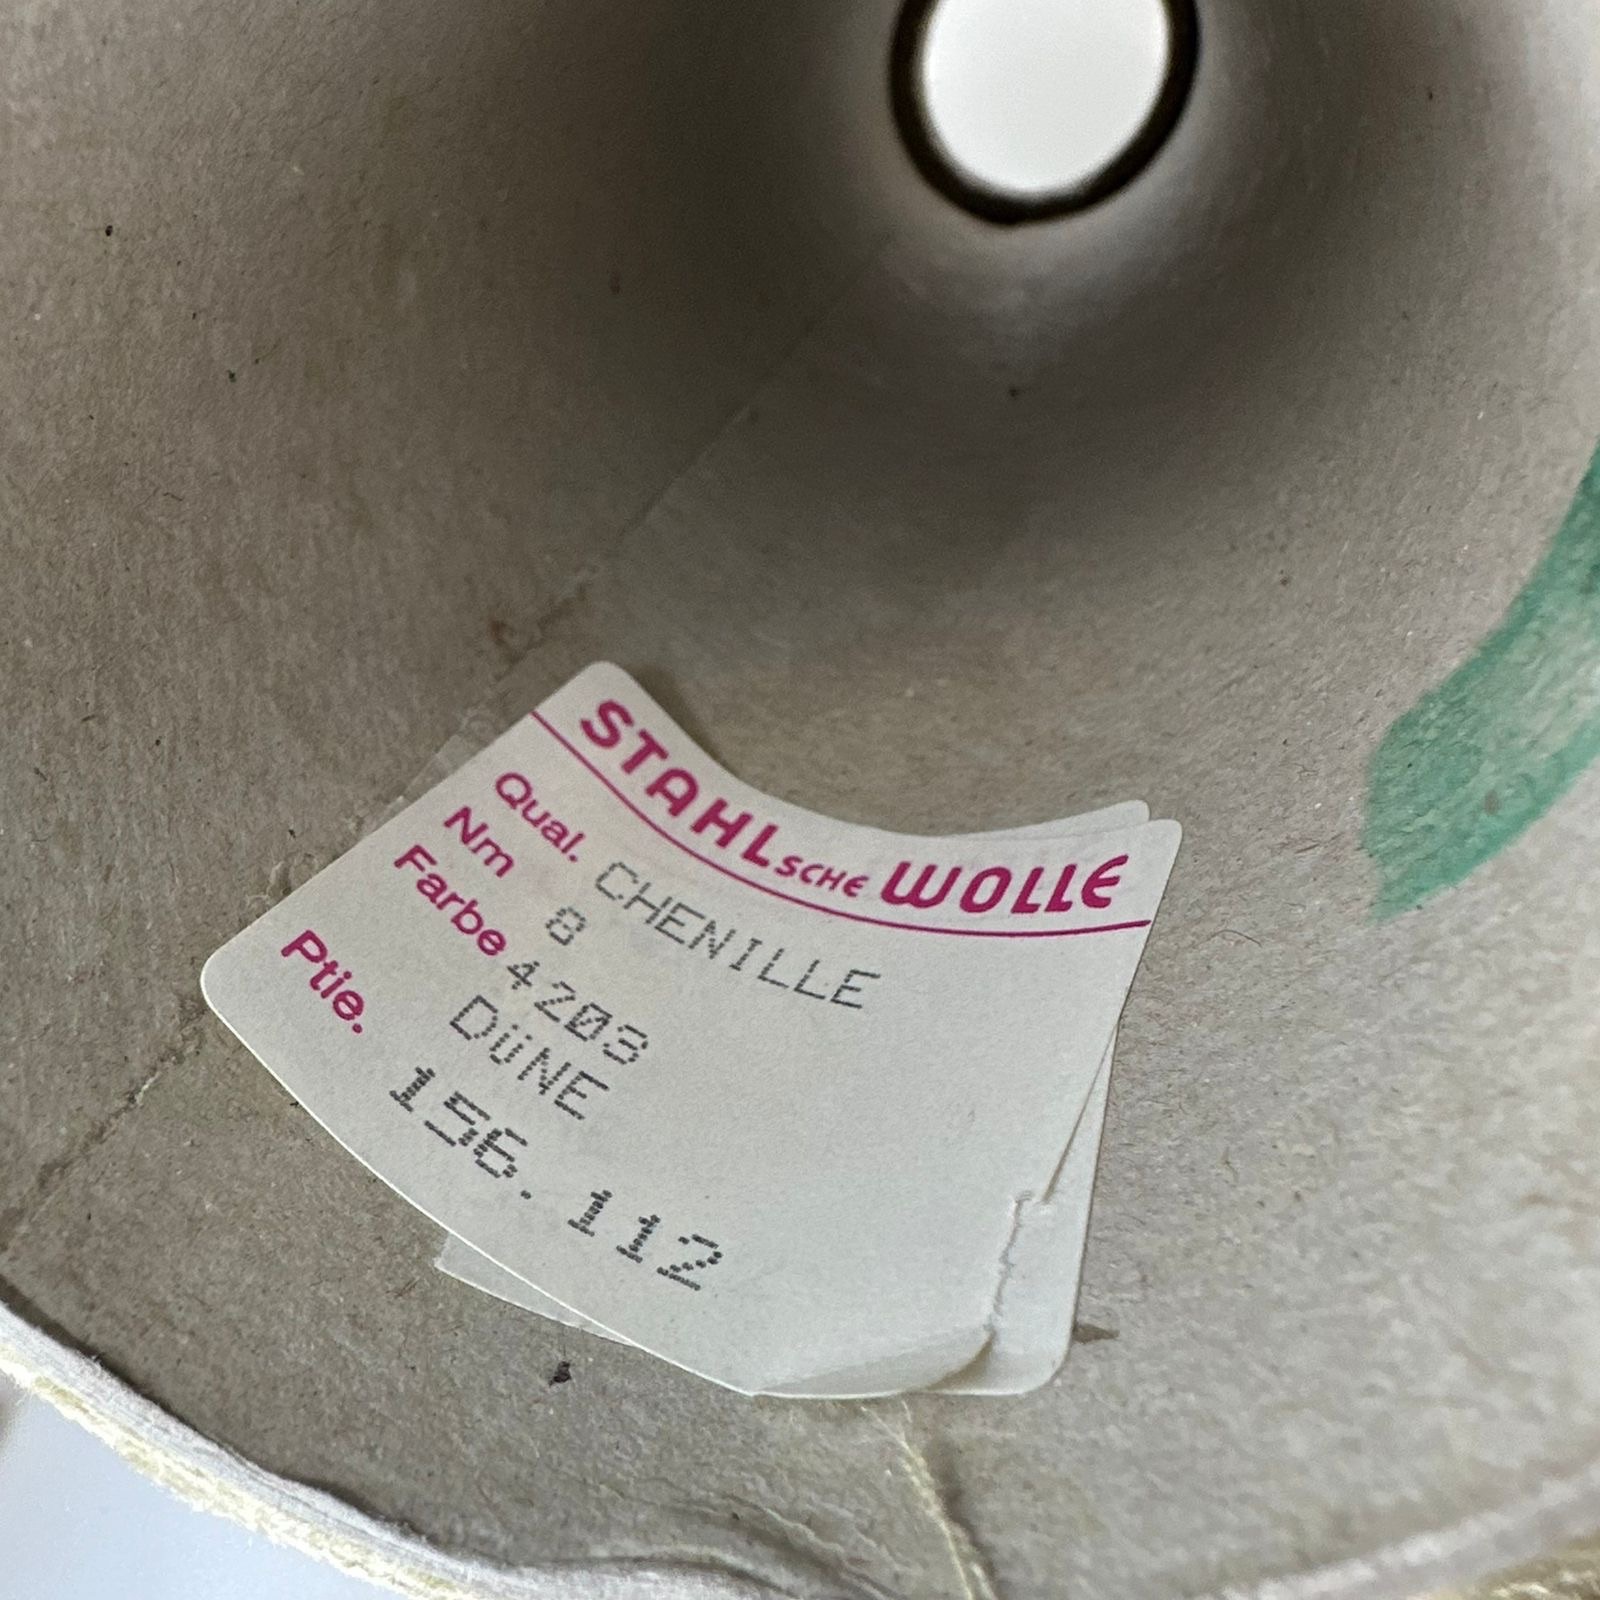 STAHLSCHE WOLLE
Qual. CHENILLE
Nm 8
Farbe 4203
DüNE
Ptie. 156.112